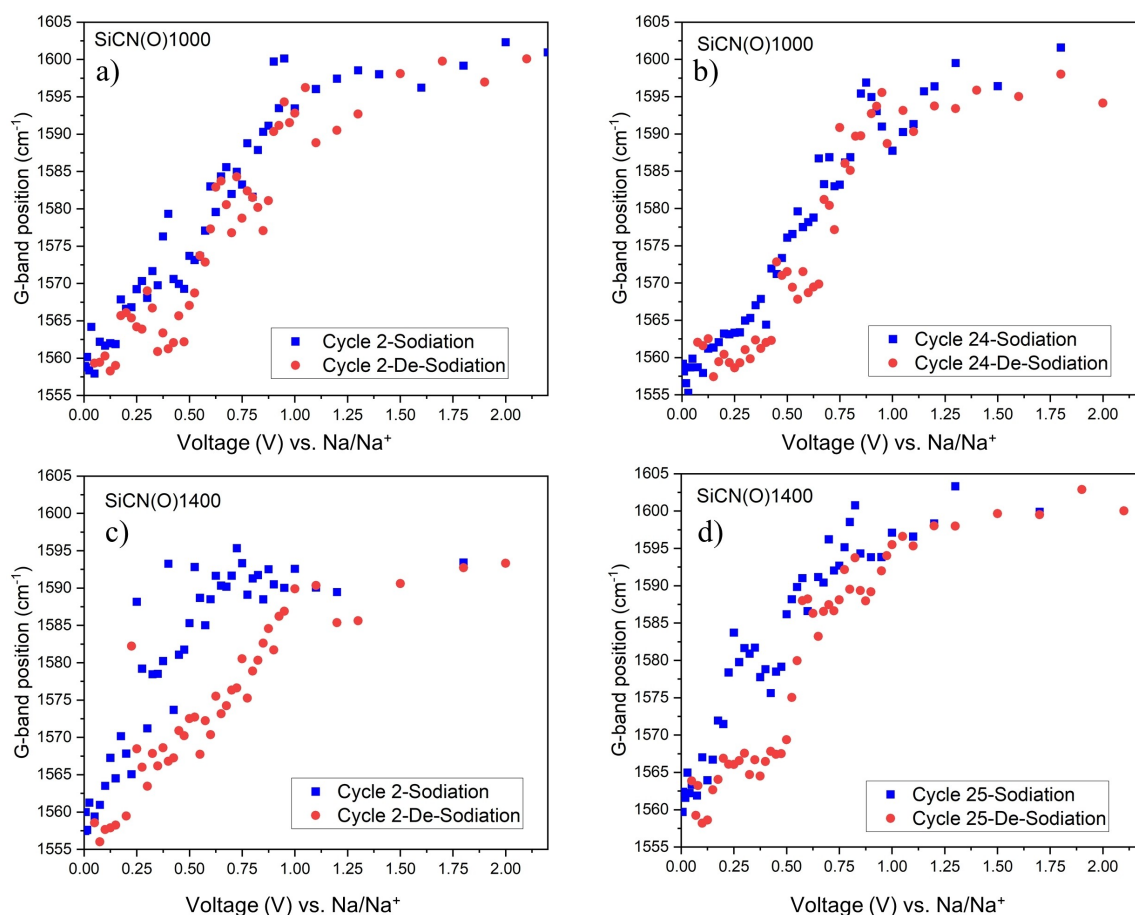 SiCN(O)1000
a)
1605
1600
1595
1590
1585
1580
1575
1570
1565
1560
1555
G-band position (cm⁻¹)
Cycle 2-Sodiation
Cycle 2-De-Sodiation
0.00 0.25 0.50 0.75 1.00 1.25 1.50 1.75 2.00
Voltage (V) vs. Na/Na⁺
SiCN(O)1000
b)
1605
1600
1595
1590
1585
1580
1575
1570
1565
1560
1555
G-band position (cm⁻¹)
Cycle 24-Sodiation
Cycle 24-De-Sodiation
0.00 0.25 0.50 0.75 1.00 1.25 1.50 1.75 2.00
Voltage (V) vs. Na/Na⁺
SiCN(O)1400
c)
1605
1600
1595
1590
1585
1580
1575
1570
1565
1560
1555
G-band position (cm⁻¹)
Cycle 2-Sodiation
Cycle 2-De-Sodiation
0.00 0.25 0.50 0.75 1.00 1.25 1.50 1.75 2.00
Voltage (V) vs. Na/Na⁺
SiCN(O)1400
d)
1605
1600
1595
1590
1585
1580
1575
1570
1565
1560
1555
G-band position (cm⁻¹)
Cycle 25-Sodiation
Cycle 25-De-Sodiation
0.00 0.25 0.50 0.75 1.00 1.25 1.50 1.75 2.00
Voltage (V) vs. Na/Na⁺